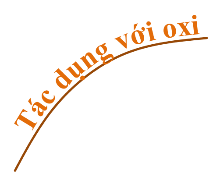 Tác dụng với oxi